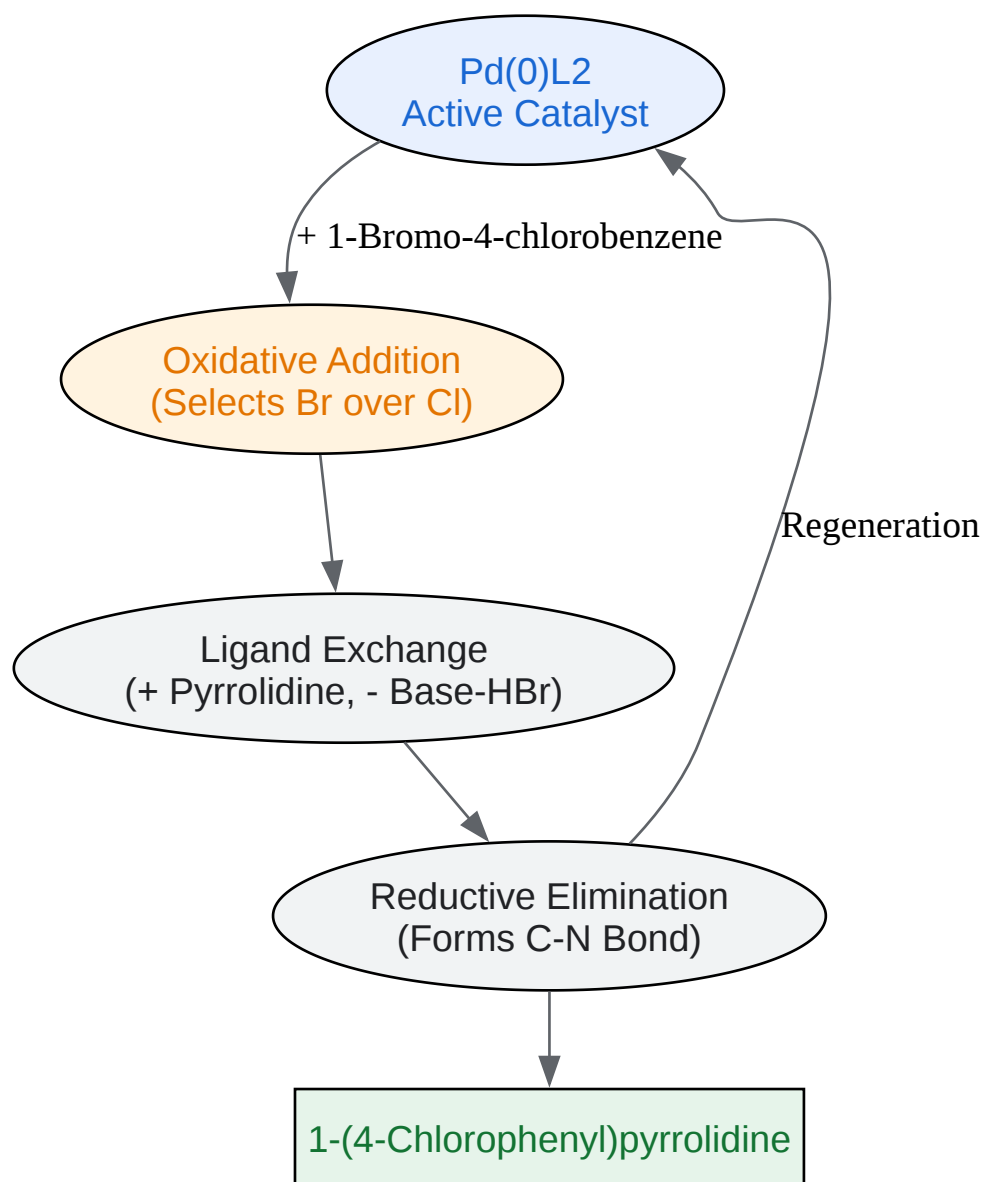 Pd(0)L2
Active Catalyst
+ 1-Bromo-4-chlorobenzene
Oxidative Addition
(Selects Br over Cl)
Regeneration
Ligand Exchange
(+ Pyrrolidine, - Base-HBr)
Reductive Elimination
(Forms C-N Bond)
1-(4-Chlorophenyl)pyrrolidine